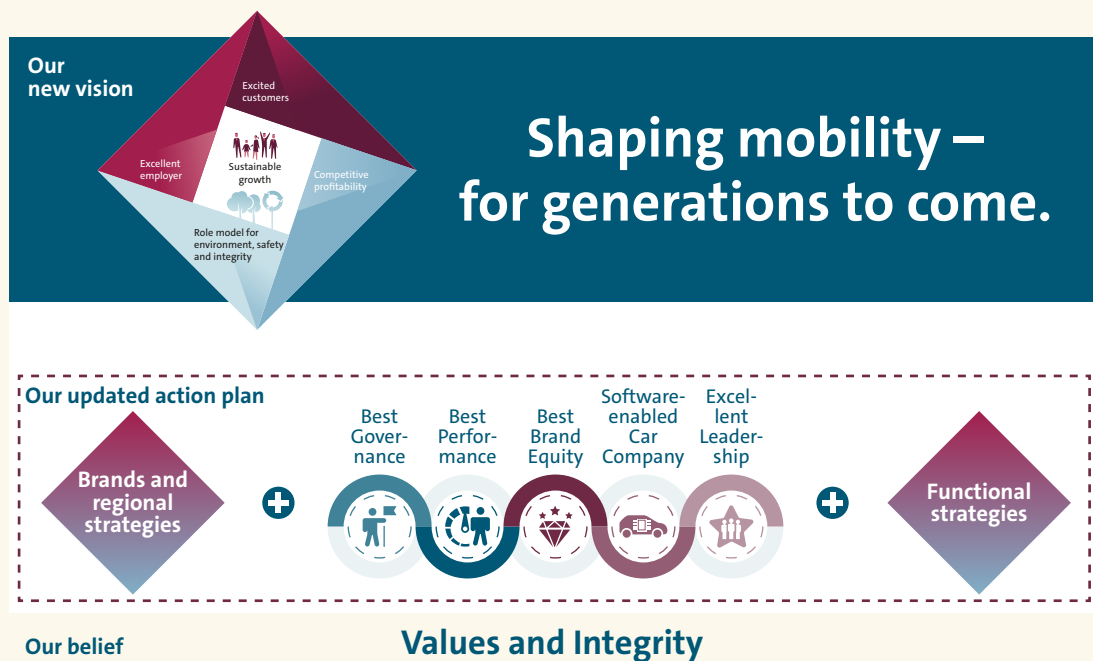 Our
new vision
Excited
customers
Excellent
employer
Sustainable
growth
Competitive
profitability
Role model for
environment, safety
and integrity
Shaping mobility –
for generations to come.
Our updated action plan
Brands and
regional
strategies
Best
Gover-
nance
Best
Perfor-
mance
Best
Brand
Equity
Software-
enabled
Car
Company
Excel-
lent
Leader-
ship
Functional
strategies
Our belief
Values and Integrity